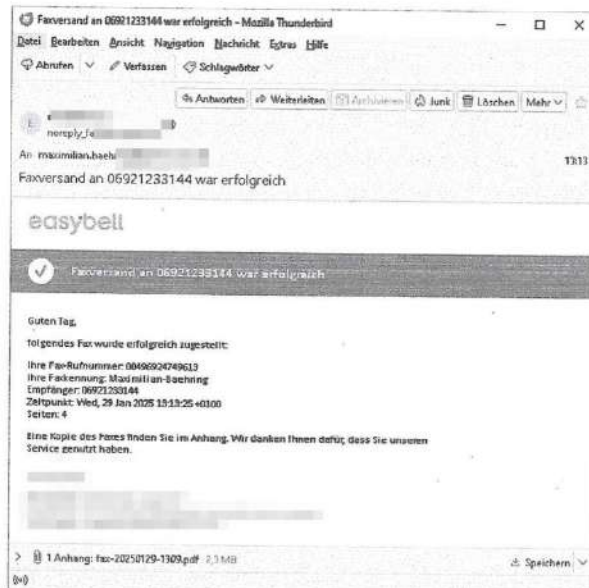 Faxversand an 06921233144 war erfolgreich - Mozilla Thunderbird
Datei Bearbeiten Ansicht Navigation Nachricht Extras Hilfe
Abrufen Verfassen Schlagwörter
Antworten Weiterleiten Archivieren Junk Löschen Mehr
E
noreply_fa
An maximilian.baehr
13:13
Faxversand an 06921233144 war erfolgreich
easybell
Faxversand an 06921233144 war erfolgreich
Guten Tag,
folgendes Fax wurde erfolgreich zugestellt:
Ihre Fax-Rufnummer: 00496924749613
Ihre Faxkennung: Maximilian-Baehring
Empfänger: 06921233144
Zeitpunkt: Wed, 29 Jan 2025 13:13:25 +0100
Seiten: 4
Eine Kopie des Faxes finden Sie im Anhang. Wir danken Ihnen dafür, dass Sie unseren
Service genutzt haben.
1 Anhang: fax-20250129-1309.pdf 2,3 MB
Speichern